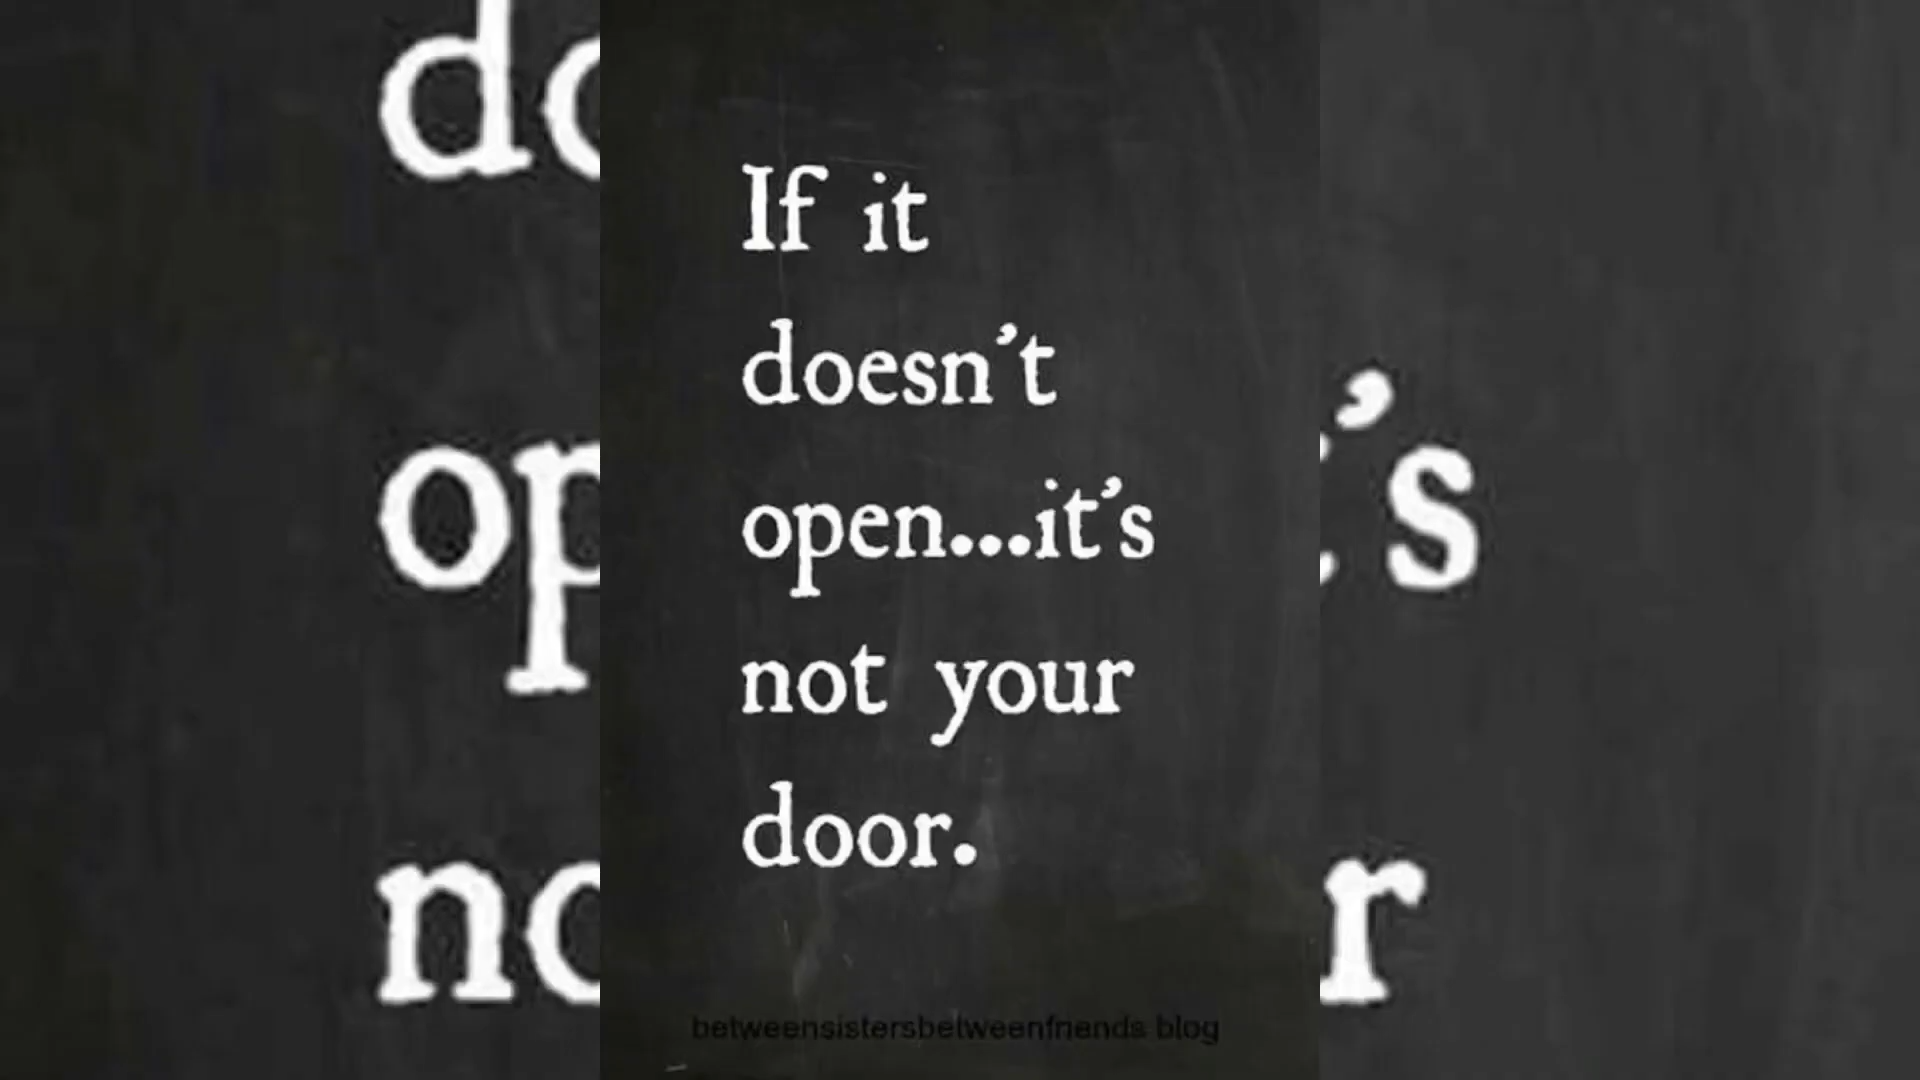 If it
doesn't
open...it's
not your
door.
betweensistersbetweenfriends blog